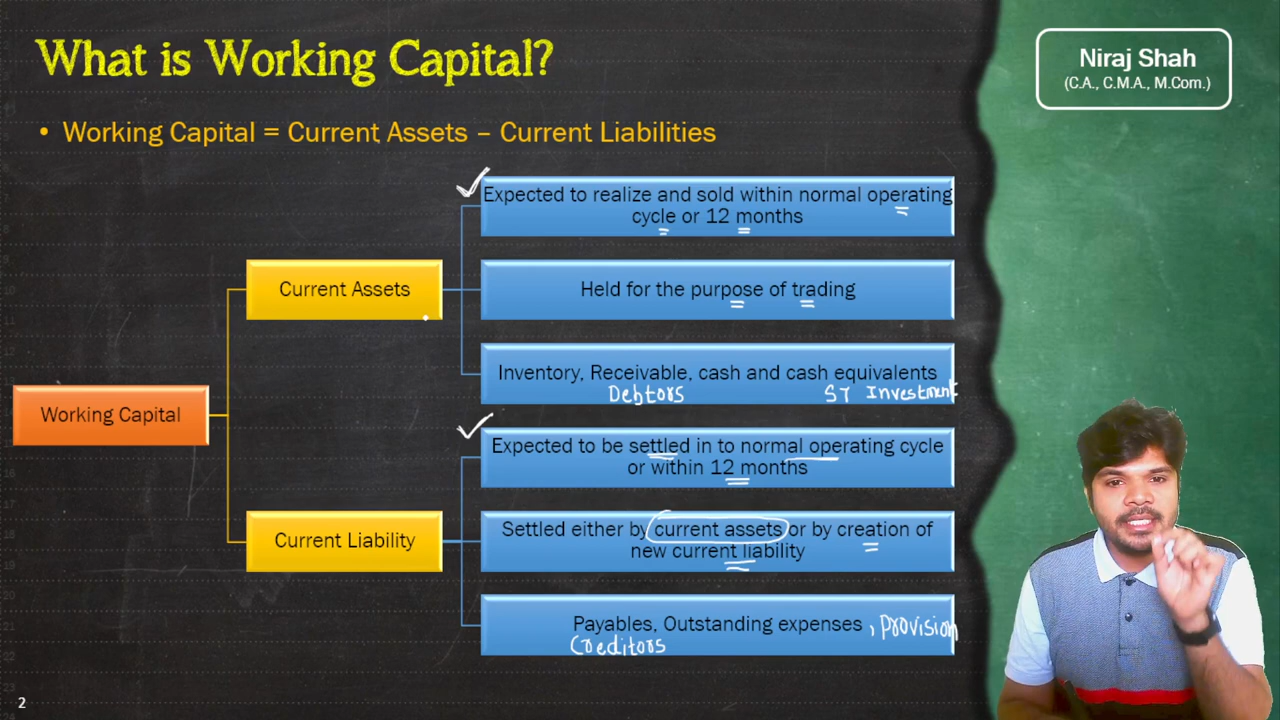 What is Working Capital?
Niraj Shah
(C.A., C.M.A., M.Com.)
• Working Capital = Current Assets – Current Liabilities
Working Capital
Current Assets
Expected to realize and sold within normal operating
cycle or 12 months
Held for the purpose of trading
Inventory, Receivable, cash and cash equivalents
Debtors ST Investment
Current Liability
Expected to be settled in to normal operating cycle
or within 12 months
Settled either by current assets or by creation of
new current liability
Payables, Outstanding expenses , Provision
Creditors
2